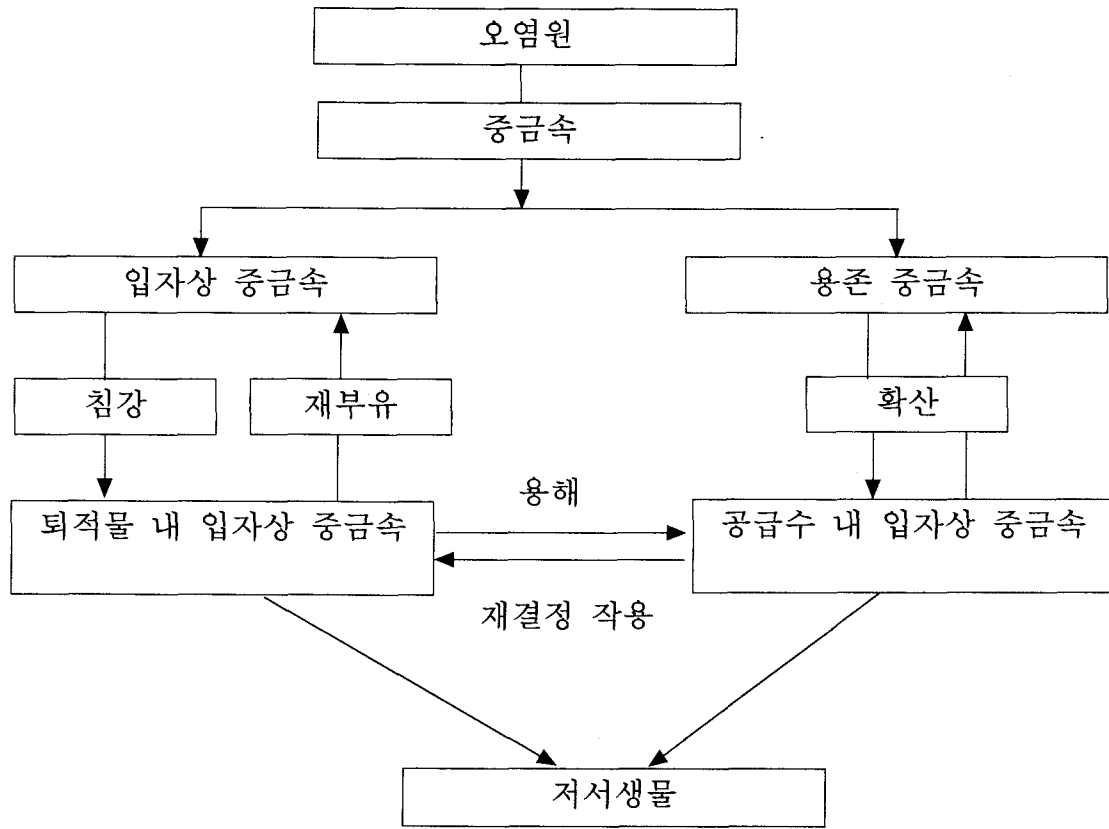 오염원
중금속
입자상 중금속
용존 중금속
침강
재부유
확산
용해
퇴적물 내 입자상 중금속
공급수 내 입자상 중금속
재결정 작용
저서생물